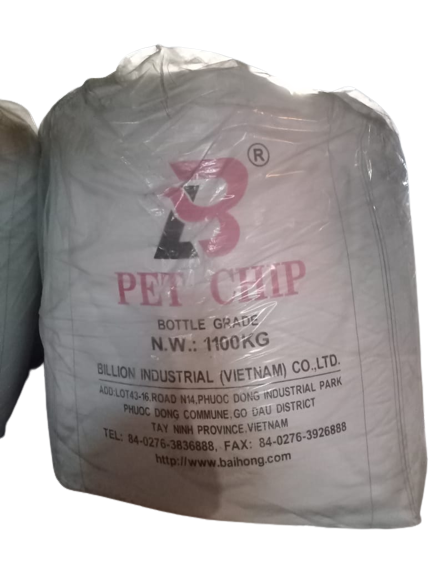 B ®
PET CHIP
BOTTLE GRADE
N.W.: 1100KG
BILLION INDUSTRIAL (VIETNAM) CO.,LTD.
ADD:LOT43-16,ROAD N14,PHUOC DONG INDUSTRIAL PARK
PHUOC DONG COMMUNE,GO DAU DISTRICT
TAY NINH PROVINCE,VIETNAM
TEL: 84-0276-3836888, FAX: 84-0276-3926888
http://www.baihong.com